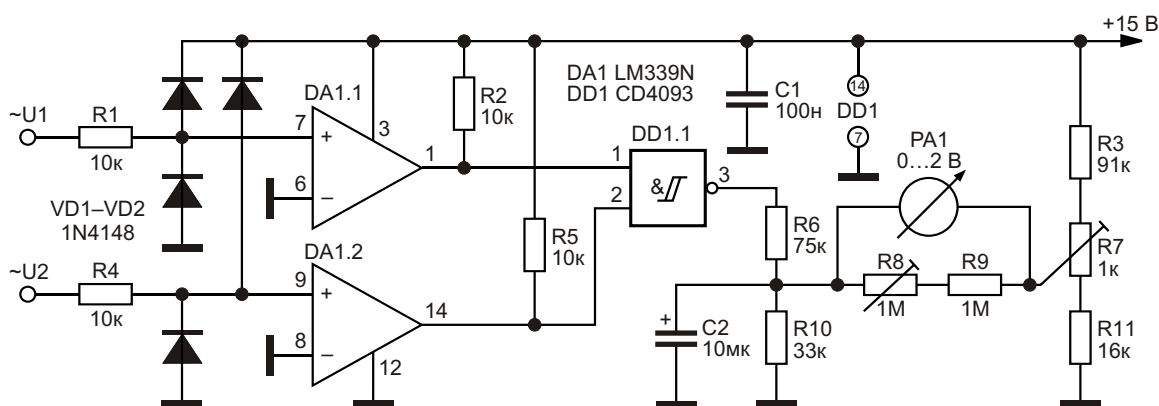 +15 В
DA1 LM339N
DD1 CD4093
~U1
R1
10к
VD1–VD2
1N4148
~U2
R4
10к
DA1.1
7
+
3
1
6
–
DA1.2
9
+
14
8
–
12
R2
10к
R5
10к
DD1.1
1
2
&
3
C1
100н
14
DD1
7
R6
75к
C2
10мк
+
R10
33к
PA1
0...2 В
R8
1М
R9
1М
R3
91к
R7
1к
R11
16к